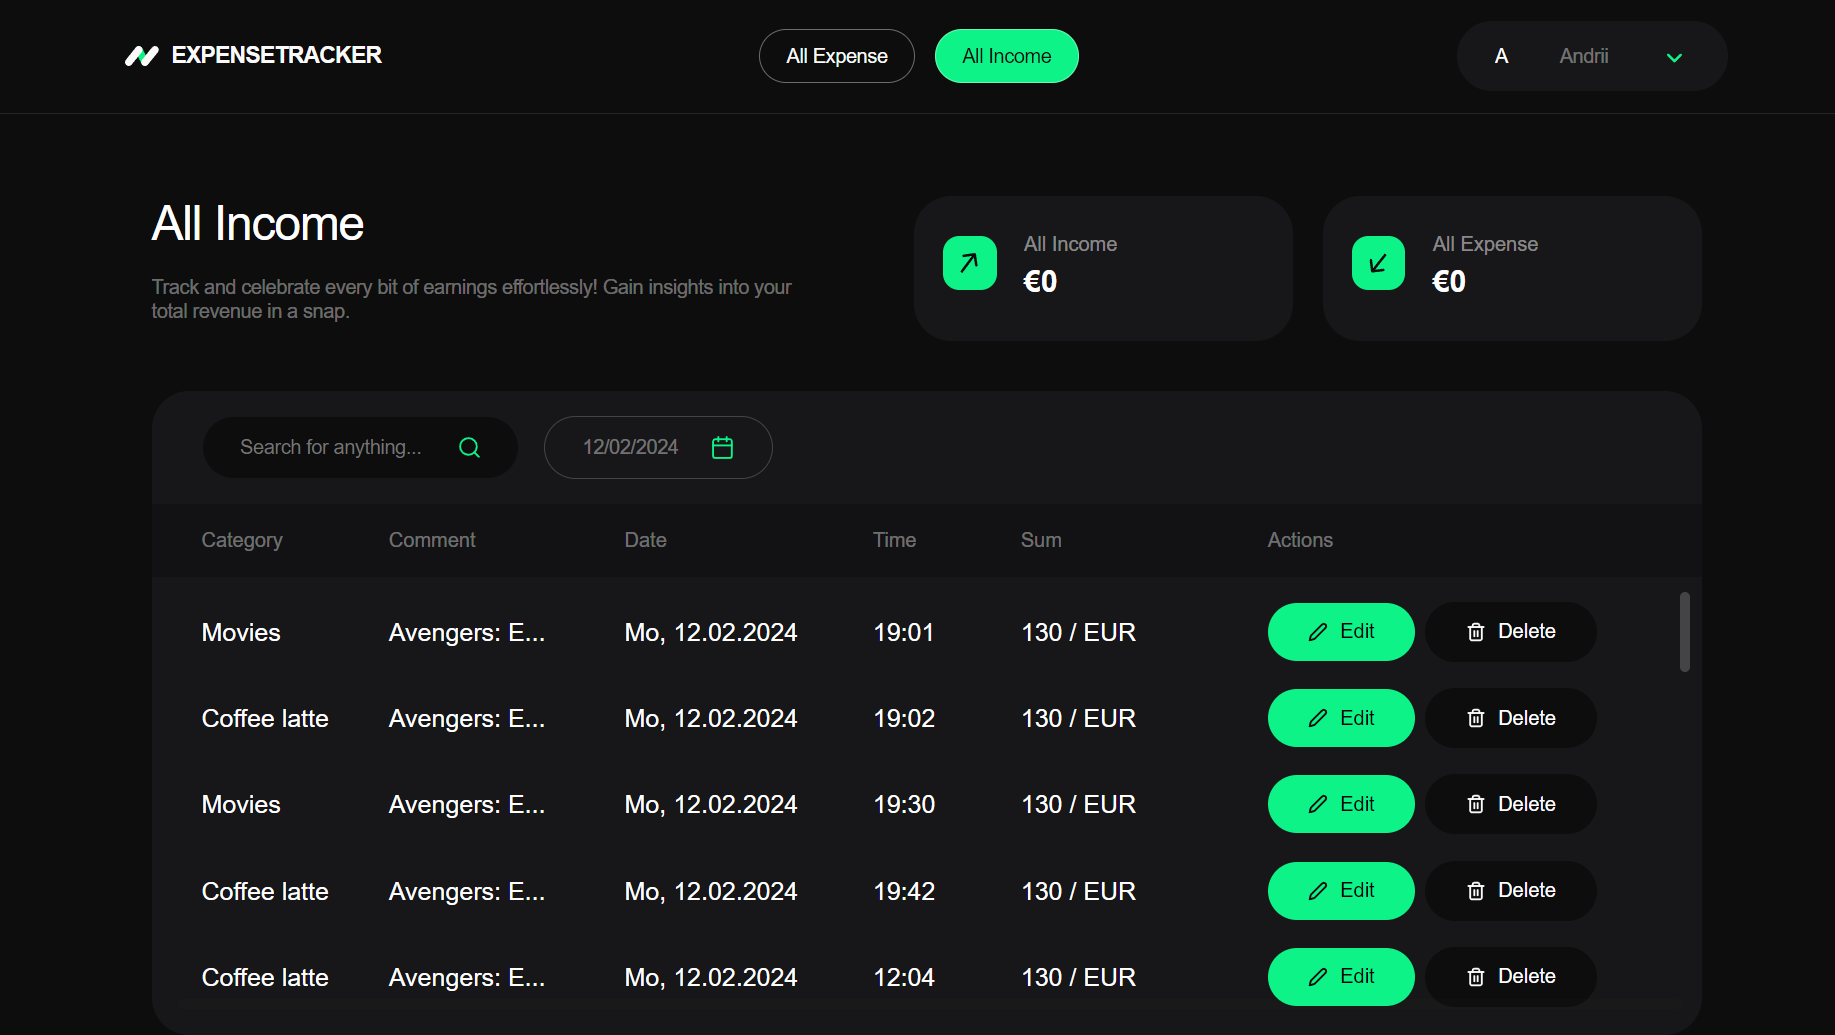 EXPENSETRACKER
All Expense
All Income
A
Andrii
All Income
Track and celebrate every bit of earnings effortlessly! Gain insights into your
total revenue in a snap.
All Income
€0
All Expense
€0
Search for anything...
12/02/2024
Category Comment Date Time Sum Actions
Movies Avengers: E... Mo, 12.02.2024 19:01 130 / EUR Edit Delete
Coffee latte Avengers: E... Mo, 12.02.2024 19:02 130 / EUR Edit Delete
Movies Avengers: E... Mo, 12.02.2024 19:30 130 / EUR Edit Delete
Coffee latte Avengers: E... Mo, 12.02.2024 19:42 130 / EUR Edit Delete
Coffee latte Avengers: E... Mo, 12.02.2024 12:04 130 / EUR Edit Delete